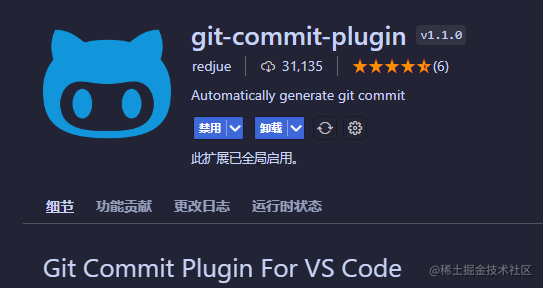 git-commit-plugin v1.1.0
redjue 31,135 (6)
Automatically generate git commit
禁用 卸载
此扩展已全局启用。
细节 功能贡献 更改日志 运行时状态
Git Commit Plugin For VS Code
@稀土掘金技术社区